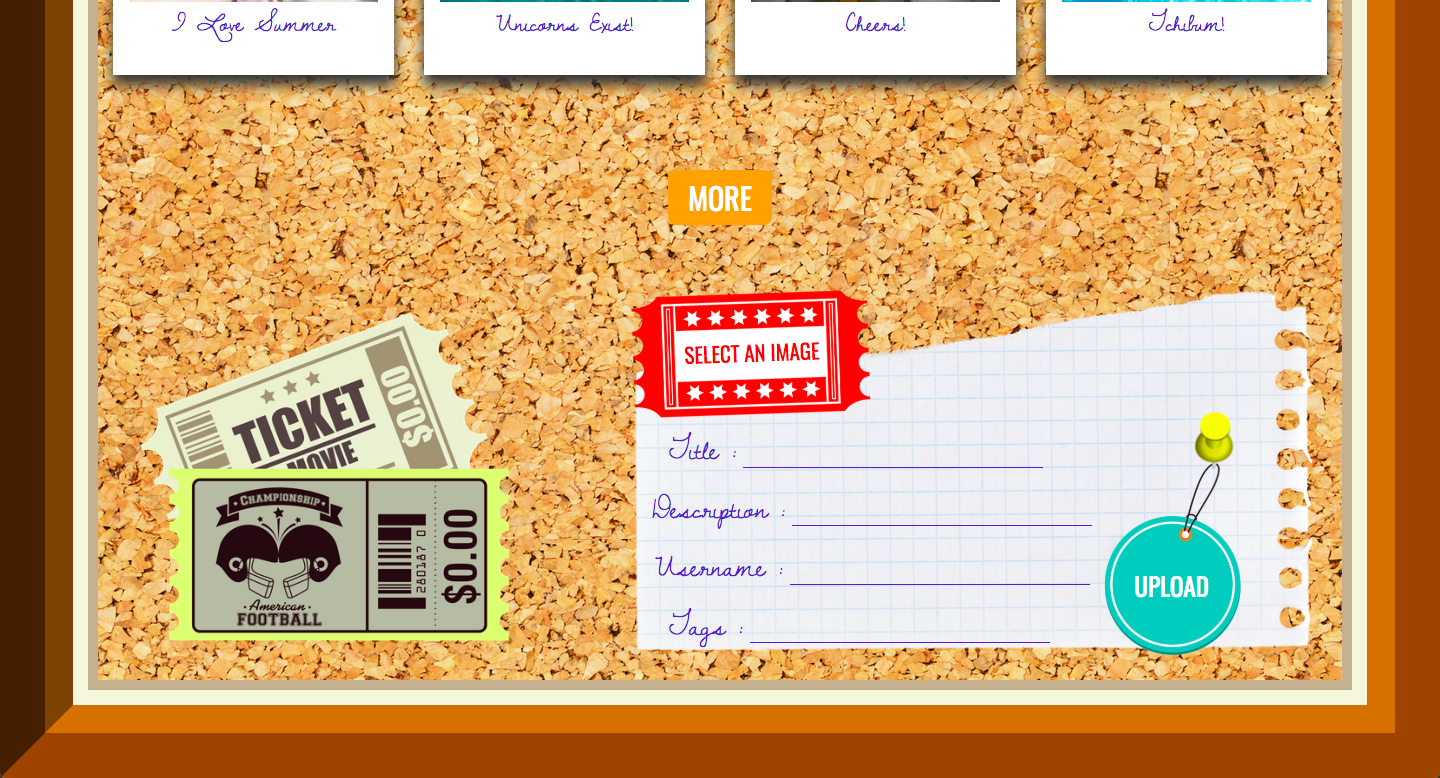 I Love Summer
Unicorns Exist!
Cheers!
Tchibum!
MORE
SELECT AN IMAGE
TICKET
MOVIE
$0.00
CHAMPIONSHIP
American
FOOTBALL
280187 0
$0.00
Title :
Description :
Username :
Tags :
UPLOAD